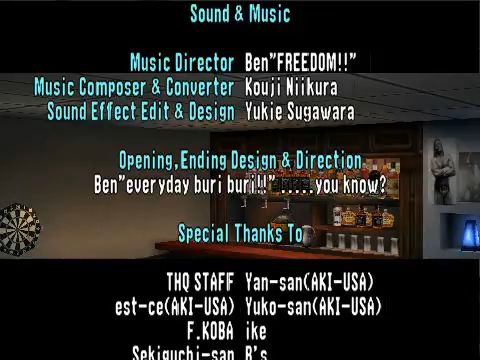 Sound & Music
Music Director Ben"FREEDOM!!"
Music Composer & Converter Kouji Niikura
Sound Effect Edit & Design Yukie Sugawara
Opening,Ending Design & Direction
Ben"everyday buri buri!!".....you know?
Special Thanks To
THQ STAFF Yan-san(AKI-USA)
est-ce(AKI-USA) Yuko-san(AKI-USA)
F.KOBA ike
Sekiguchi-san B's